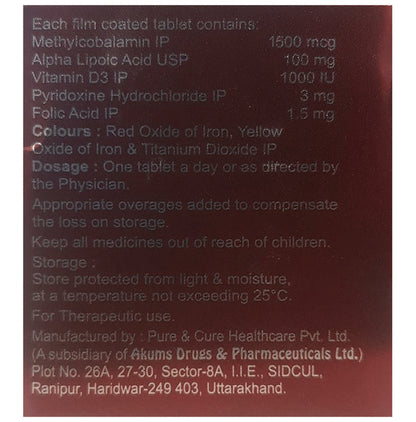 Each film coated tablet contains:
Methylcobalamin IP 1500 mcg
Alpha Lipoic Acid USP 100 mg
Vitamin D3 IP 1000 IU
Pyridoxine Hydrochloride IP 3 mg
Folic Acid IP 1.5 mg
Colours : Red Oxide of Iron, Yellow
Oxide of Iron & Titanium Dioxide IP
Dosage : One tablet a day or as directed by
the Physician.
Appropriate overages added to compensate
the loss on storage.
Keep all medicines out of reach of children.
Storage :
Store protected from light & moisture,
at a temperature not exceeding 25°C.
For Therapeutic use.
Manufactured by : Pure & Cure Healthcare Pvt. Ltd.
(A subsidiary of Akums Drugs & Pharmaceuticals Ltd.)
Plot No. 26A, 27-30, Sector-8A, I.I.E., SIDCUL,
Ranipur, Haridwar-249 403, Uttarakhand.